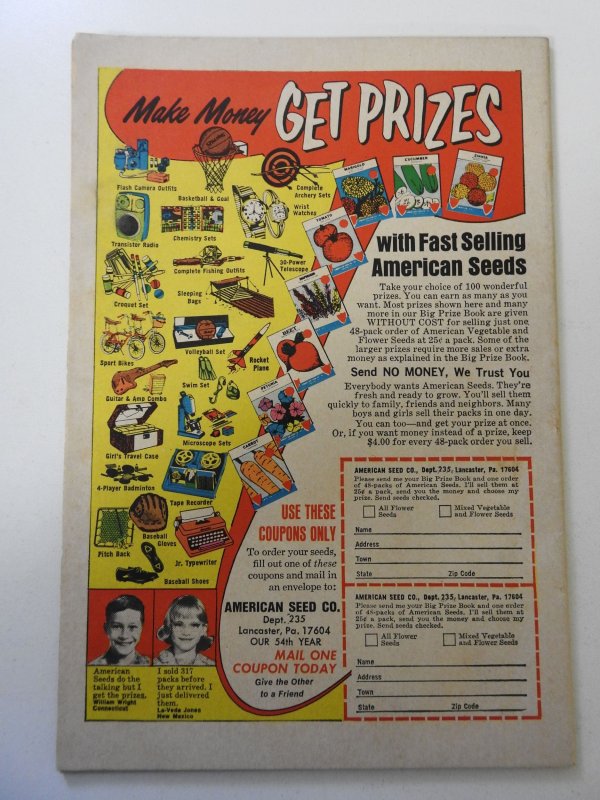 Make Money GET PRIZES
Flash Camera Outfits
Basketball & Goal
Complete
Archery Sets
Wrist
Watches
Transistor Radio
Chemistry Sets
Complete Fishing Outfits
30-Power
Telescope
Croquet Set
Sleeping
Bags
Sport Bikes
Volleyball Set
Rocket
Plane
Guitar & Amp Combo
Swim Set
Girl's Travel Case
Microscope Sets
4-Player Badminton
Tape Recorder
Pitch Back
Baseball
Gloves
Jr. Typewriter
Baseball Shoes
MARIGOLD
CUCUMBER
ZINNIA
TOMATO
BEET
PETUNIA
CARROT
with Fast Selling
American Seeds
Take your choice of 100 wonderful
prizes. You can earn as many as you
want. Most prizes shown here and many
more in our Big Prize Book are given
WITHOUT COST for selling just one
48-pack order of American Vegetable and
Flower Seeds at 25¢ a pack. Some of the
larger prizes require more sales or extra
money as explained in the Big Prize Book.
Send NO MONEY, We Trust You
Everybody wants American Seeds. They're
fresh and ready to grow. You'll sell them
quickly to family, friends and neighbors. Many
boys and girls sell their packs in one day.
You can too—and get your prize at once.
Or, if you want money instead of a prize, keep
$4.00 for every 48-pack order you sell.
USE THESE
COUPONS ONLY
To order your seeds,
fill out one of these
coupons and mail in
an envelope to:
AMERICAN SEED CO.
Dept. 235
Lancaster, Pa. 17604
OUR 54th YEAR
MAIL ONE
COUPON TODAY
Give the Other
to a Friend
American
Seeds do the
talking but I
get the prizes.
William Wright
Connecticut
I sold 317
packs before
they arrived. I
just delivered
them.
La-Veda Jones
New Mexico
AMERICAN SEED CO., Dept. 235, Lancaster, Pa. 17604
Please send me your Big Prize Book and one order
of 48-packs of American Seeds. I'll sell them at
25¢ a pack, send you the money and choose my
prize. Send seeds checked.
All Flower
Seeds
Mixed Vegetable
and Flower Seeds
Name
Address
Town
State Zip Code
AMERICAN SEED CO., Dept. 235, Lancaster, Pa. 17604
Please send me your Big Prize Book and one order
of 48-packs of American Seeds. I'll sell them at
25¢ a pack, send you the money and choose my
prize. Send seeds checked.
All Flower
Seeds
Mixed Vegetable
and Flower Seeds
Name
Address
Town
State Zip Code